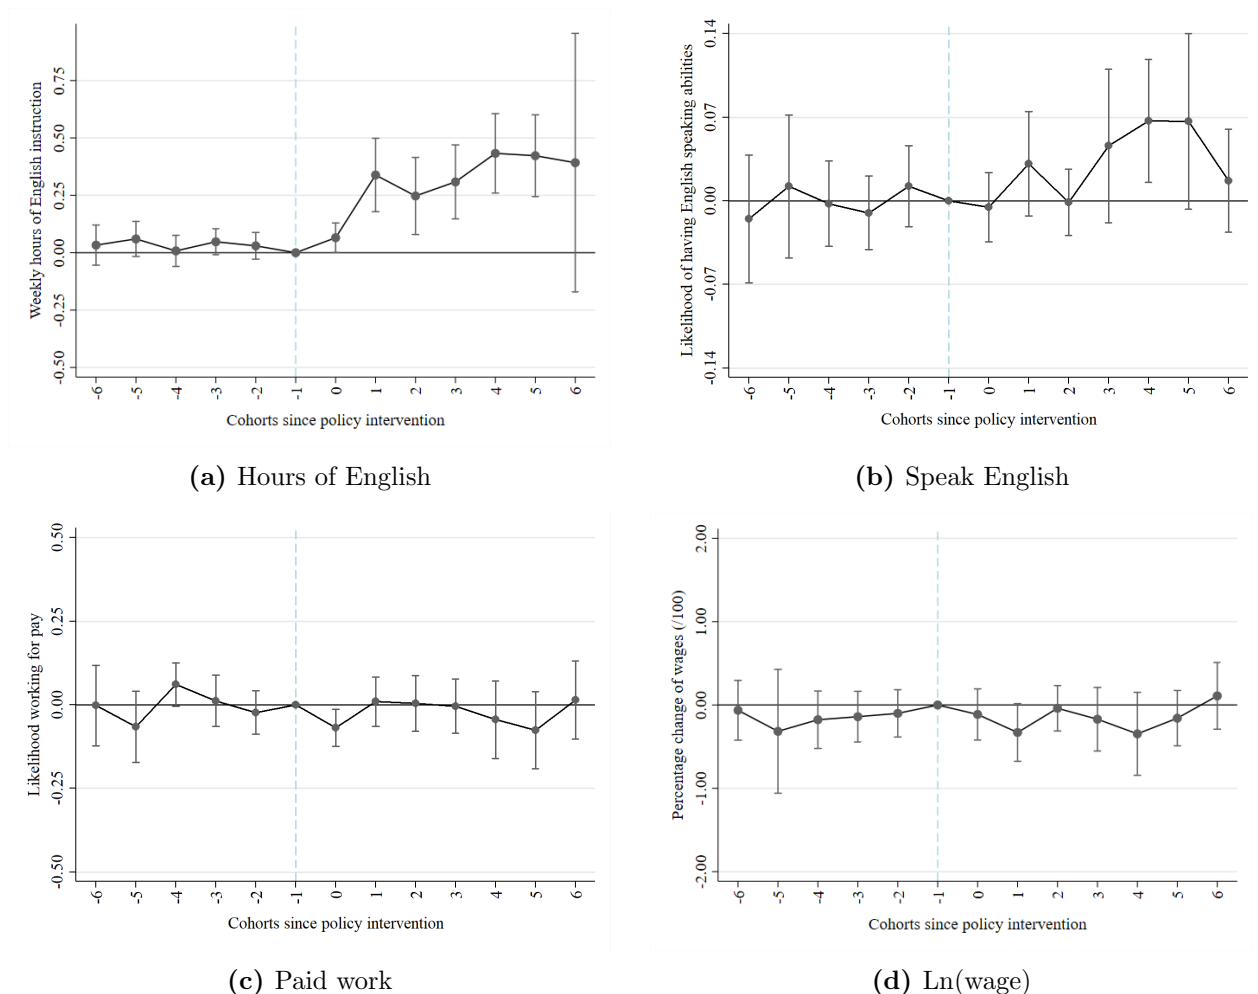 0.75
0.50
0.25
0.00
-0.25
-0.50
Weekly hours of English instruction
-6 -5 -4 -3 -2 -1 0 1 2 3 4 5 6
Cohorts since policy intervention
(a) Hours of English
0.14
0.07
0.00
-0.07
-0.14
Likelihood of having English speaking abilities
-6 -5 -4 -3 -2 -1 0 1 2 3 4 5 6
Cohorts since policy intervention
(b) Speak English
0.50
0.25
0.00
-0.25
-0.50
Likelihood working for pay
-6 -5 -4 -3 -2 -1 0 1 2 3 4 5 6
Cohorts since policy intervention
(c) Paid work
2.00
1.00
0.00
-1.00
-2.00
Percentage change of wages (/100)
-6 -5 -4 -3 -2 -1 0 1 2 3 4 5 6
Cohorts since policy intervention
(d) Ln(wage)